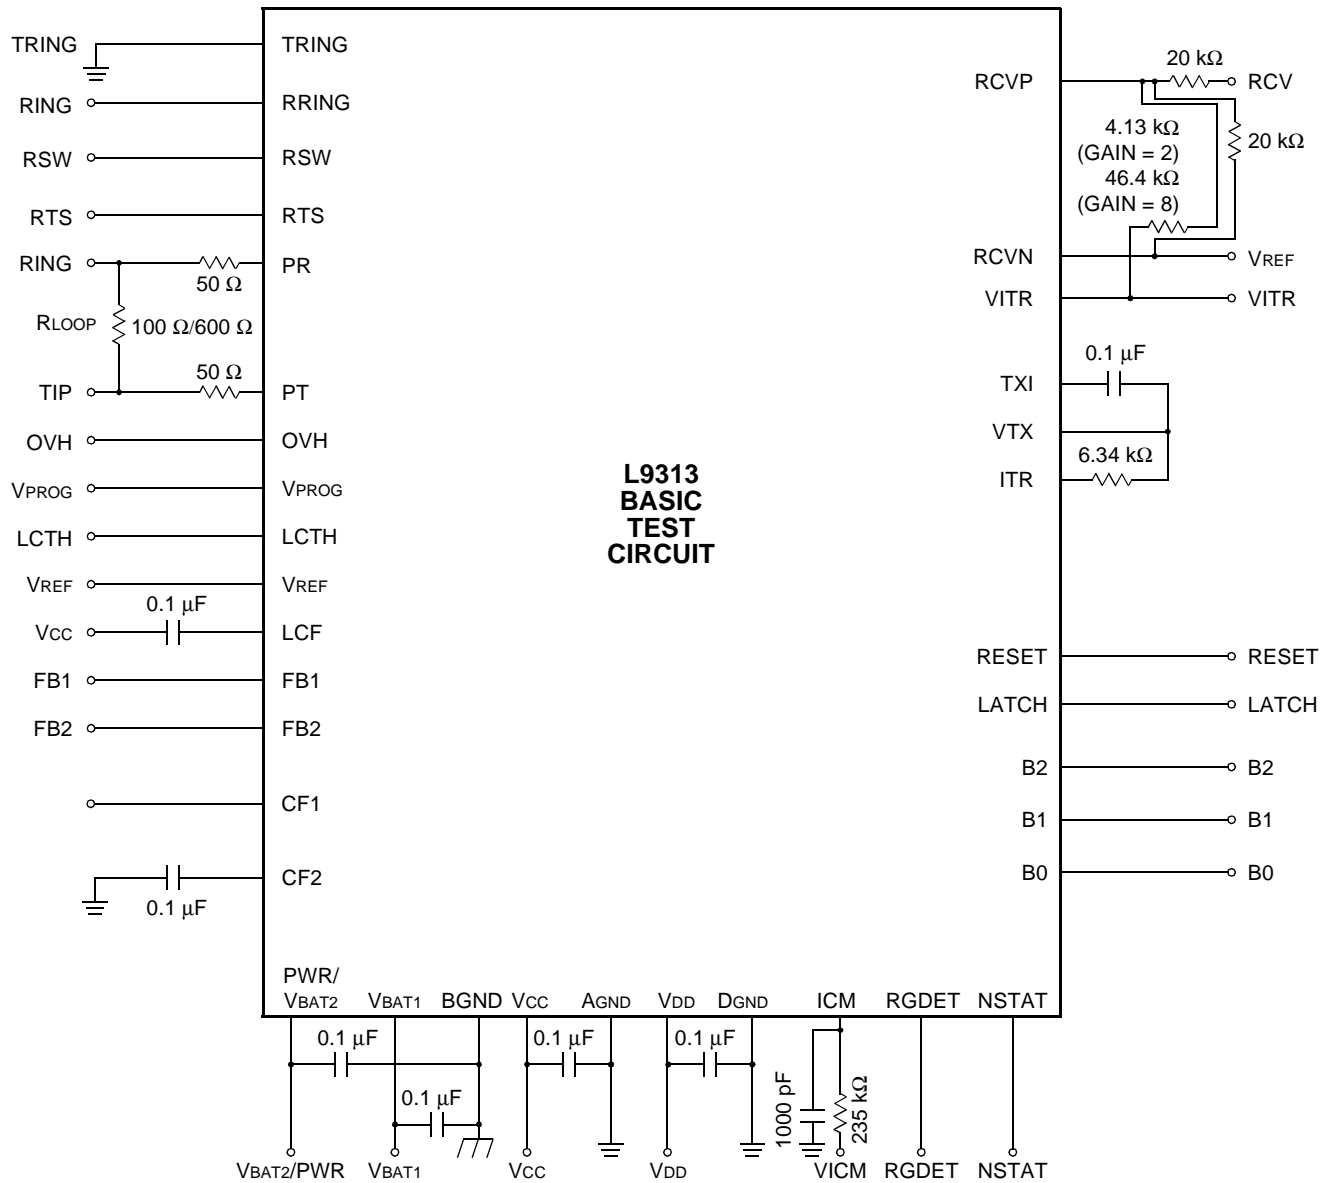 TRING TRING
RING RRING
RSW RSW
RTS RTS
RING PR
50 Ω
RLOOP 100 Ω/600 Ω
50 Ω
TIP PT
OVH OVH
VPROG VPROG
LCTH LCTH
VREF VREF
0.1 μF
VCC LCF
FB1 FB1
FB2 FB2
CF1
CF2
0.1 μF
L9313
BASIC
TEST
CIRCUIT
20 kΩ
RCVP RCV
4.13 kΩ
(GAIN = 2)
20 kΩ
46.4 kΩ
(GAIN = 8)
RCVN VREF
VITR VITR
0.1 μF
TXI
VTX
6.34 kΩ
ITR
RESET RESET
LATCH LATCH
B2 B2
B1 B1
B0 B0
PWR/
VBAT2 VBAT1 BGND VCC AGND VDD DGND ICM RGDET NSTAT
0.1 μF 0.1 μF 0.1 μF
0.1 μF
1000 pF
235 kΩ
VBAT2/PWR VBAT1 VCC VDD VICM RGDET NSTAT